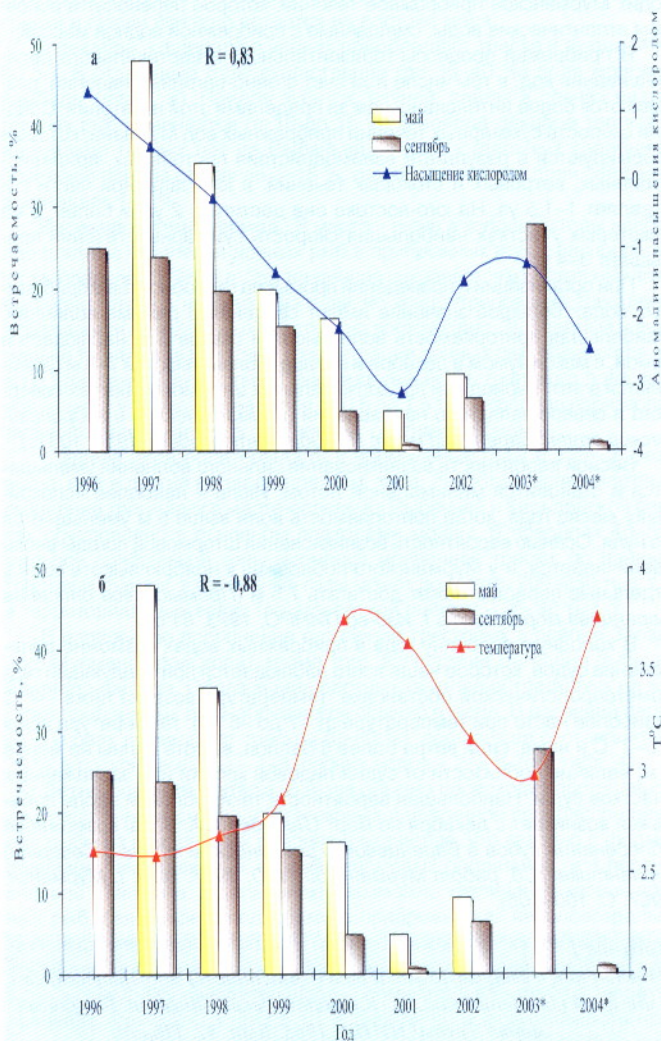 а
R = 0,83
50
40
30
20
10
0
Встречаемость, %
май
сентябрь
Насыщение кислородом
2
1
0
-1
-2
-3
-4
Аномалиии насыщения кислородом
1996 1997 1998 1999 2000 2001 2002 2003* 2004*
б
R = - 0,88
50
40
30
20
10
0
Встречаемость, %
май
сентябрь
температура
4
3,5
3
2,5
2
T°C
1996 1997 1998 1999 2000 2001 2002 2003* 2004*
Год